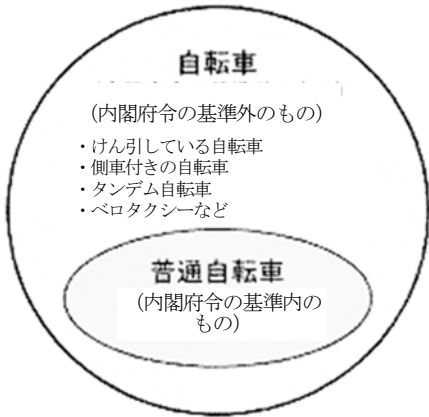 自転車
（内閣府令の基準外のもの）
・けん引している自転車
・側車付きの自転車
・タンデム自転車
・ベロタクシーなど
普通自転車
（内閣府令の基準内の
もの）